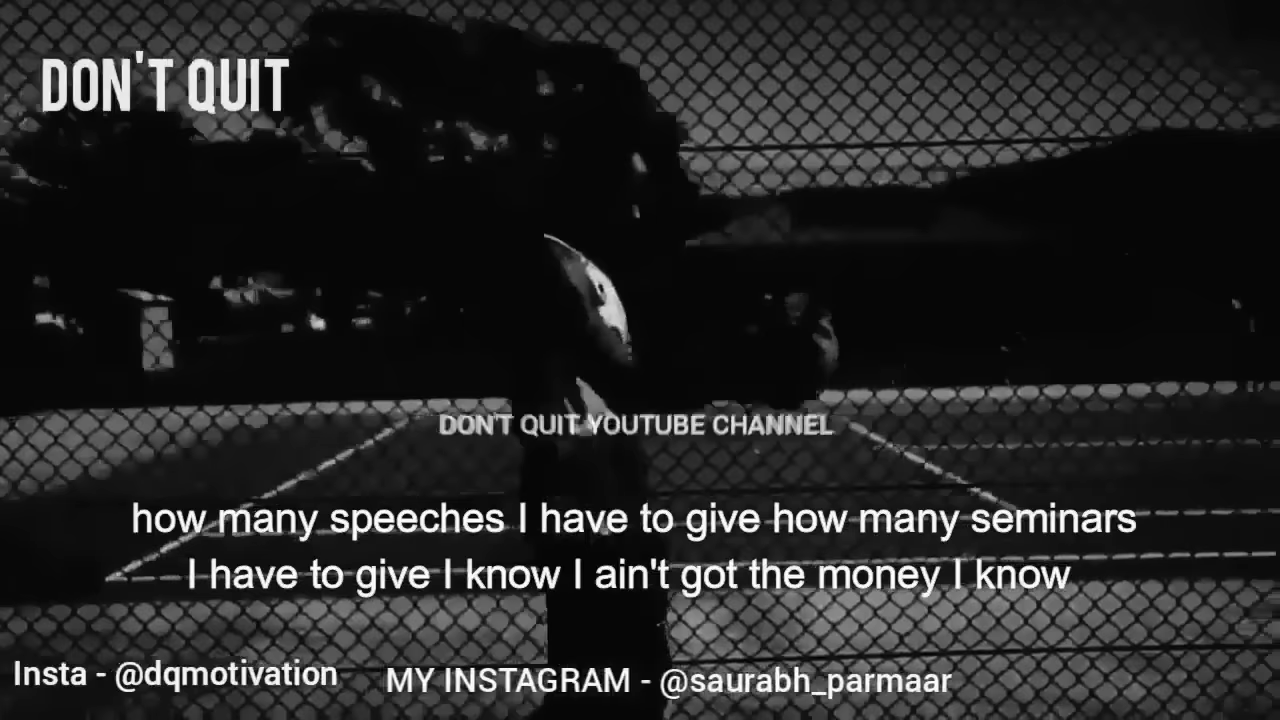 DON'T QUIT
DON'T QUIT YOUTUBE CHANNEL
how many speeches I have to give how many seminars
I have to give I know I ain't got the money I know
Insta - @dqmotivation
MY INSTAGRAM - @saurabh_parmaar